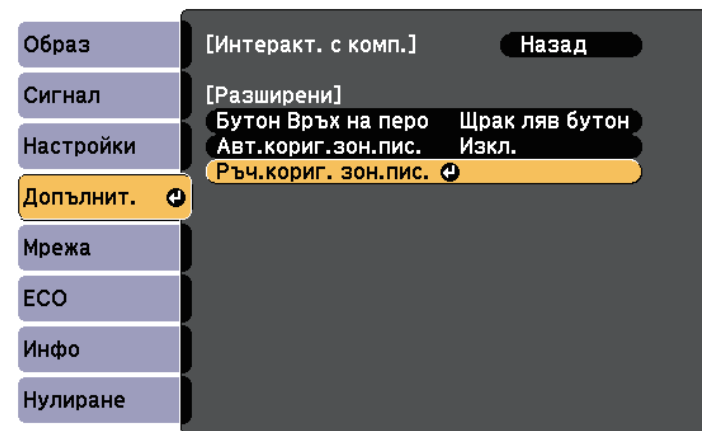 Образ
Сигнал
Настройки
Допълнит.
Мрежа
ECO
Инфо
Нулиране
[Интеракт. с комп.] Назад
[Разширени]
Бутон Връх на перо Щрак ляв бутон
Авт.кориг.зон.пис. Изкл.
Ръч.кориг. зон.пис.